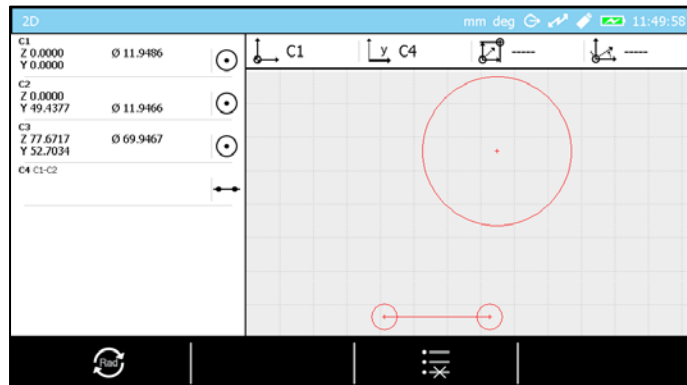 2D
mm deg 11:49:58
C1
Z 0.0000 Ø 11.9486
Y 0.0000
C2
Z 0.0000
Y 49.4377 Ø 11.9466
C3
Z 77.6717 Ø 69.9467
Y 52.7034
C4 C1-C2
C1
y C4
-----
-----
Rad